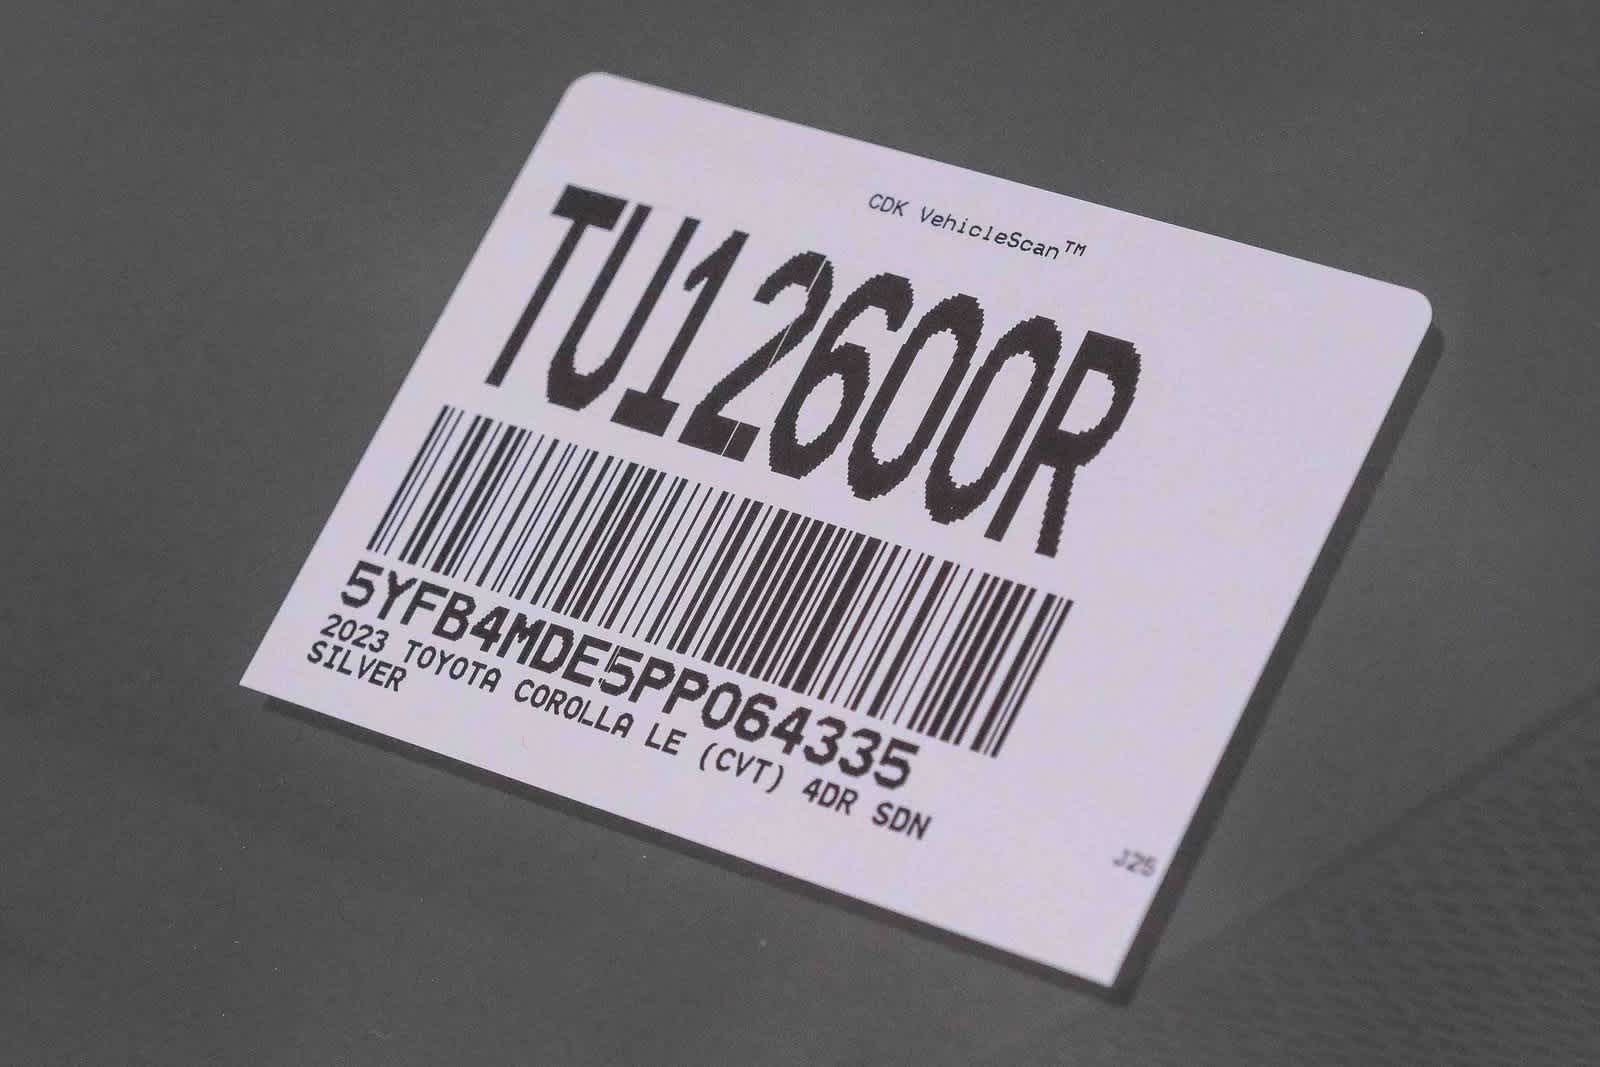 CDK VehicleScan™
TU12600R
5YFB4MDE5PP064335
2023 TOYOTA COROLLA LE (CVT) 4DR SDN
SILVER
J25